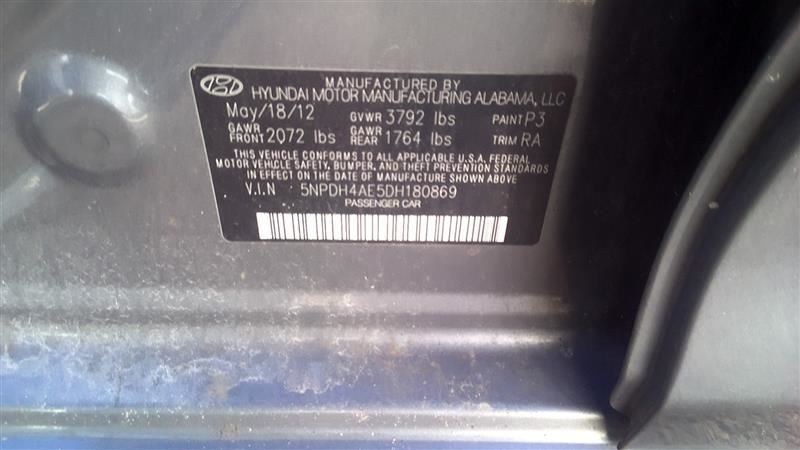 MANUFACTURED BY
HYUNDAI MOTOR MANUFACTURING ALABAMA, LLC
May/18/12 GVWR 3792 lbs PAINT P3
GAWR FRONT 2072 lbs GAWR REAR 1764 lbs TRIM RA
THIS VEHICLE CONFORMS TO ALL APPLICABLE U.S.A. FEDERAL
MOTOR VEHICLE SAFETY, BUMPER, AND THEFT PREVENTION STANDARDS
IN EFFECT ON THE DATE OF MANUFACTURE SHOWN ABOVE.
V.I.N 5NPDH4AE5DH180869
PASSENGER CAR